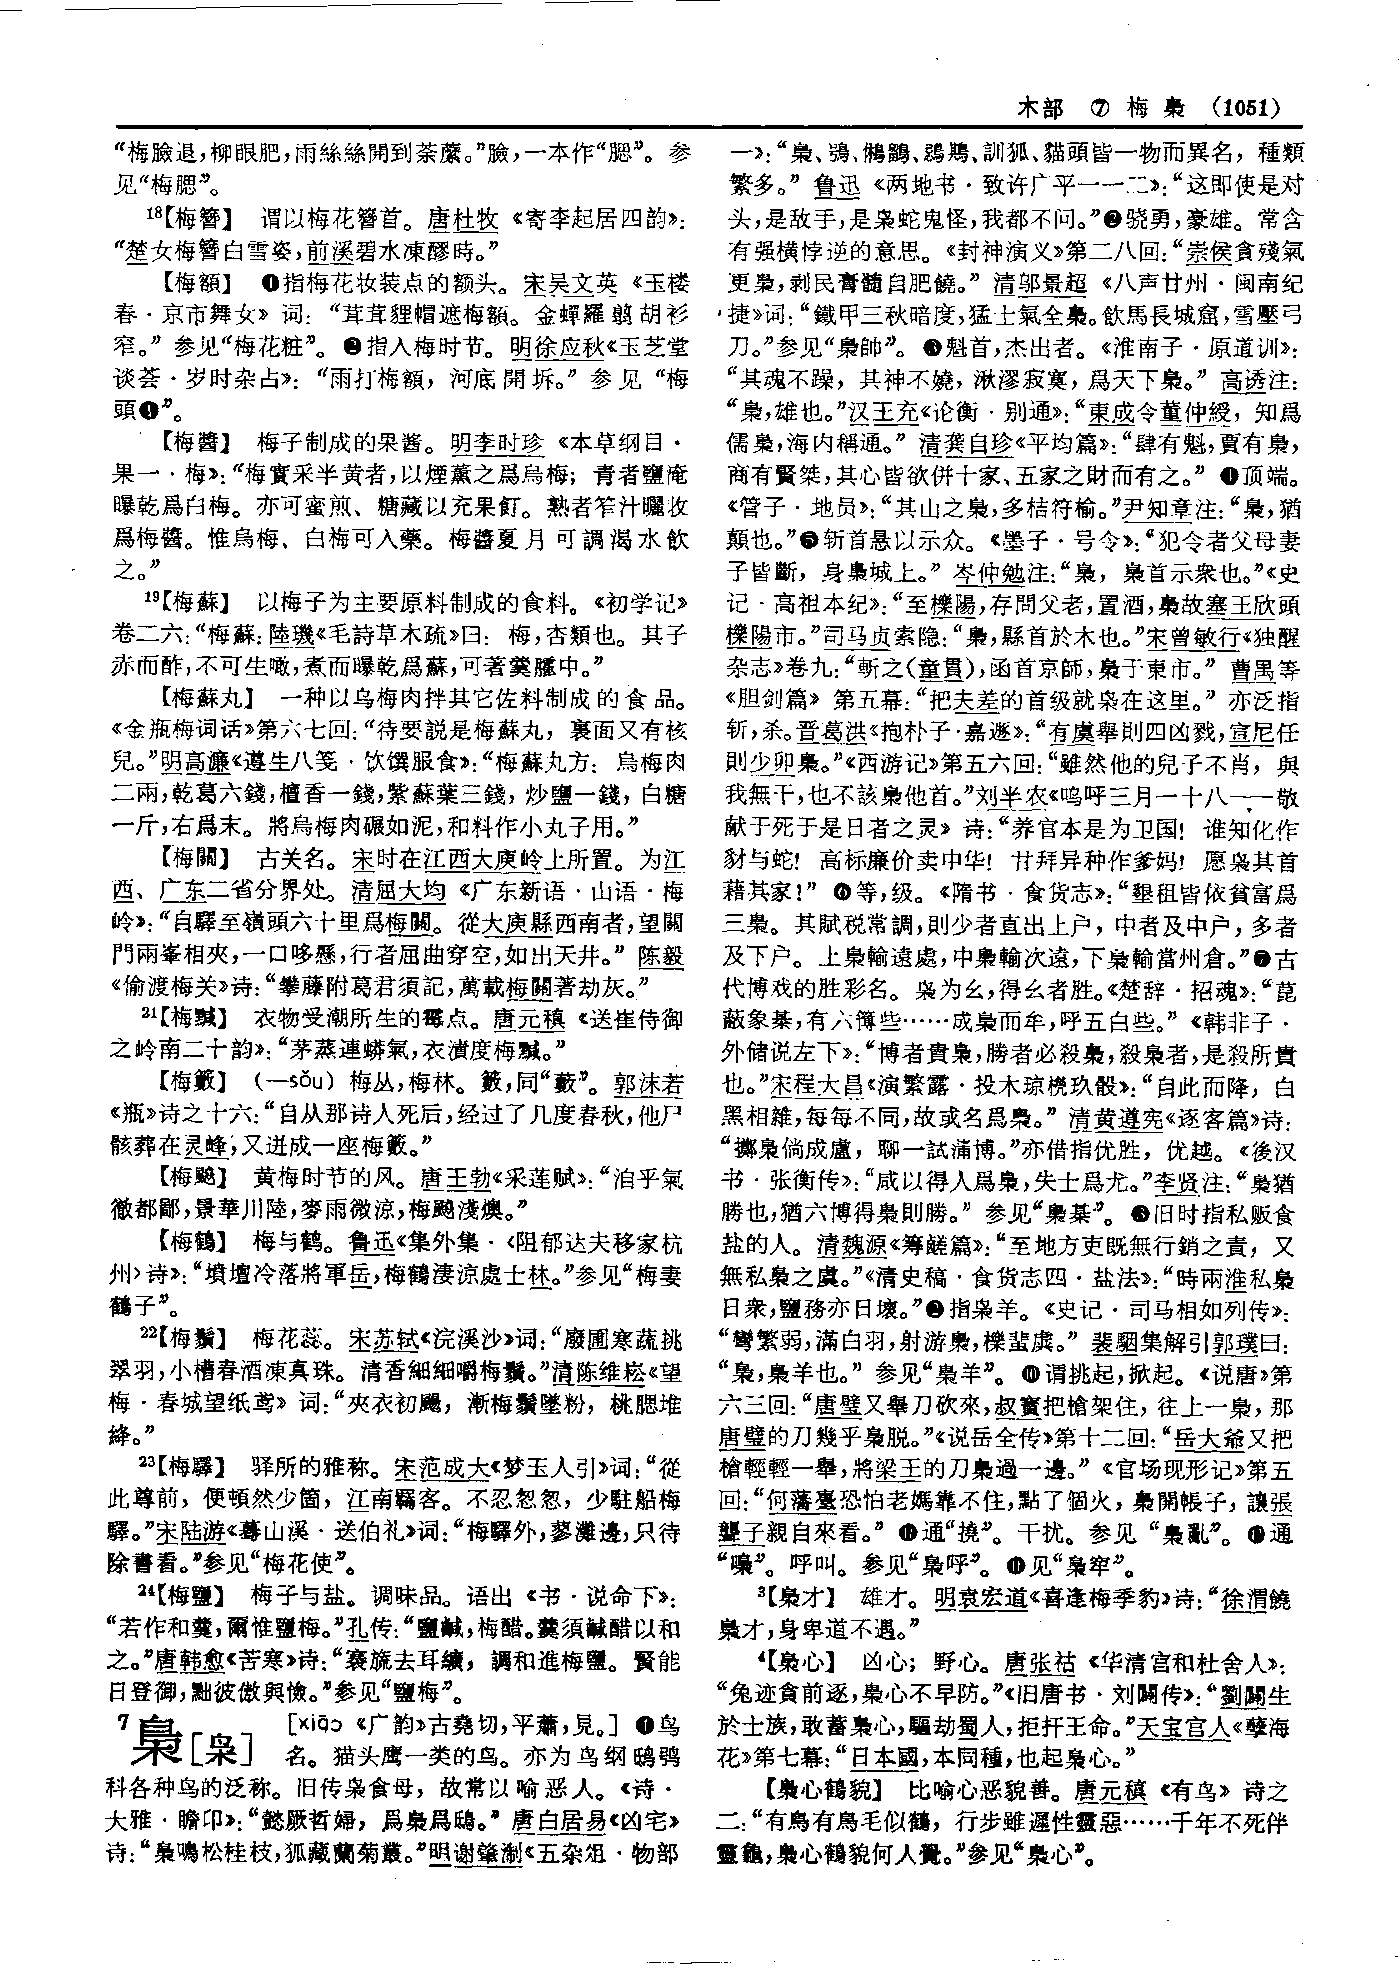 木部 ⑦ 梅 梟 (1051)
“梅臉退，柳眼肥，雨絲絲開到荼䕷。”臉，一本作“腮”。参
见“梅腮”。
18【梅簪】 谓以梅花簪首。唐杜牧《寄李起居四韵》：
“楚女梅簪白雪姿，前溪碧水凍醪時。”
【梅額】 ❶指梅花妆装点的额头。宋吴文英《玉楼
春·京市舞女》词：“茸茸貍帽遮梅額。金蟬羅翦胡衫
窄。”参见“梅花粧”。❷指入梅时节。明徐应秋《玉芝堂
谈荟·岁时杂占》：“雨打梅額，河底開坼。”参见“梅
頭❶”。
【梅醬】 梅子制成的果酱。明李时珍《本草纲目·
果一·梅》：“梅實采半黄者，以煙薰之爲烏梅；青者鹽淹
曝乾爲白梅。亦可蜜煎、糖藏以充果飣。熟者笮汁曬收
爲梅醬。惟烏梅、白梅可入藥。梅醬夏月可調渴水飲
之。”
19【梅蘇】 以梅子为主要原料制成的食料。《初学记》
卷二六：“梅蘇：陸璣《毛詩草木疏》曰：梅，杏類也。其子
赤而酢，不可生噉，煮而曝乾爲蘇，可著羹臛中。”
【梅蘇丸】 一种以乌梅肉拌其它佐料制成的食品。
《金瓶梅词话》第六七回：“待要説是梅蘇丸，裏面又有核
兒。”明高濂《遵生八笺·饮馔服食》：“梅蘇丸方：烏梅肉
二兩，乾葛六錢，檀香一錢，紫蘇葉三錢，炒鹽一錢，白糖
一斤，右爲末。將烏梅肉碾如泥，和料作小丸子用。”
【梅關】 古关名。宋时在江西大庾岭上所置。为江
西、广东二省分界处。清屈大均《广东新语·山语·梅
岭》：“自驛至嶺頭六十里爲梅關。從大庾縣西南者，望關
門兩峯相夾，一口哆懸，行者屈曲穿空，如出天井。”陈毅
《偷渡梅关》诗：“攀藤附葛君須記，萬載梅關著劫灰。”
21【梅黬】 衣物受潮所生的霉点。唐元稹《送崔侍御
之岭南二十韵》：“茅蒸連蟒氣，衣漬度梅黬。”
【梅籔】（—sǒu）梅丛，梅林。籔，同“藪”。郭沫若
《瓶》诗之十六：“自从那诗人死后，经过了几度春秋，他尸
骸葬在灵峰，又迸成一座梅籔。”
【梅颸】 黄梅时节的风。唐王勃《采莲赋》：“洎乎氣
徹都鄙，景華川陸，麥雨微涼，梅颸淺燠。”
【梅鶴】 梅与鹤。鲁迅《集外集·〈阻郁达夫移家杭
州〉诗》：“墳壇冷落將軍岳，梅鶴淒涼處士林。”参见“梅妻
鶴子”。
22【梅鬚】 梅花蕊。宋苏轼《浣溪沙》词：“廢圃寒蔬挑
翠羽，小槽春酒凍真珠。清香細細嚼梅鬚。”清陈维崧《望
梅·春城望纸鸢》词：“夾衣初颺，漸梅鬚墜粉，桃腮堆
絳。”
23【梅驛】 驿所的雅称。宋范成大《梦玉人引》词：“從
此尊前，便頓然少箇，江南羈客。不忍怱怱，少駐船梅
驛。”宋陆游《蓦山溪·送伯礼》词：“梅驛外，蓼灘邊，只待
除書看。”参见“梅花使”。
24【梅鹽】 梅子与盐。调味品。语出《书·说命下》：
“若作和羹，爾惟鹽梅。”孔传：“鹽鹹，梅醋。羹須鹹醋以和
之。”唐韩愈《苦寒》诗：“褰旒去耳纊，調和進梅鹽。賢能
日登御，黜彼傲與憸。”参见“鹽梅”。
7梟[枭] [xiāo《广韵》古堯切，平蕭，見。] ❶鸟
名。猫头鹰一类的鸟。亦为鸟纲鸱鸮
科各种鸟的泛称。旧传枭食母，故常以喻恶人。《诗·
大雅·瞻卬》：“懿厥哲婦，爲梟爲鴟。”唐白居易《凶宅》
诗：“梟鳴松桂枝，狐藏蘭菊叢。”明谢肇淛《五杂俎·物部
一》：“梟、鴞、鵂鶹、鵋䳢、訓狐、貓頭皆一物而異名，種類
繁多。”鲁迅《两地书·致许广平一一二》：“这即使是对
头，是敌手，是枭蛇鬼怪，我都不问。”❷骁勇，豪雄。常含
有强横悖逆的意思。《封神演义》第二八回：“崇侯貪殘氣
更梟，剥民膏髓自肥饒。”清邬景超《八声甘州·闽南纪
捷》词：“鐵甲三秋暗度，猛士氣全梟。飲馬長城窟，雪壓弓
刀。”参见“梟帥”。❸魁首，杰出者。《淮南子·原道训》：
“其魂不躁，其神不嬈，湫漻寂寞，爲天下梟。”高诱注：
“梟，雄也。”汉王充《论衡·别通》：“東成令董仲綬，知爲
儒梟，海内稱通。”清龚自珍《平均篇》：“肆有魁，賈有梟，
商有賢桀，其心皆欲併十家、五家之財而有之。”❹顶端。
《管子·地员》：“其山之梟，多桔符榆。”尹知章注：“梟，猶
顛也。”❺斩首悬以示众。《墨子·号令》：“犯令者父母妻
子皆斷，身梟城上。”岑仲勉注：“梟，梟首示衆也。”《史
记·高祖本纪》：“至櫟陽，存問父老，置酒，梟故塞王欣頭
櫟陽市。”司马贞索隐：“梟，縣首於木也。”宋曾敏行《独醒
杂志》卷九：“斬之（童貫），函首京師，梟于東市。”曹禺等
《胆剑篇》第五幕：“把夫差的首级就枭在这里。”亦泛指
斩，杀。晋葛洪《抱朴子·嘉遯》：“有虞舉則四凶戮，宣尼任
則少卯梟。”《西游记》第五六回：“雖然他的兒子不肖，與
我無干，也不該梟他首。”刘半农《呜呼三月一十八——敬
献于死于是日者之灵》诗：“养官本是为卫国！谁知化作
豺与蛇！高标廉价卖中华！甘拜异种作爹妈！愿枭其首
藉其家！”❻等，级。《隋书·食货志》：“墾租皆依貧富爲
三梟。其賦税常調，則少者直出上户，中者及中户，多者
及下户。上梟輸遠處，中梟輸次遠，下梟輸當州倉。”❼古
代博戏的胜彩名。枭为幺，得幺者胜。《楚辞·招魂》：“菎
蔽象棊，有六簙些……成梟而牟，呼五白些。”《韩非子·
外储说左下》：“博者貴梟，勝者必殺梟，殺梟者，是殺所貴
也。”宋程大昌《演繁露·投木琼檇玖骰》：“自此而降，白
黑相雜，每每不同，故或名爲梟。”清黄遵宪《逐客篇》诗：
“擲梟倘成盧，聊一試蒲博。”亦借指优胜，优越。《後汉
书·张衡传》：“咸以得人爲梟，失士爲尤。”李贤注：“梟猶
勝也，猶六博得梟則勝。”参见“梟棊”。❽旧时指私贩食
盐的人。清魏源《筹鹾篇》：“至地方吏既無行銷之責，又
無私梟之虞。”《清史稿·食货志四·盐法》：“時兩淮私梟
日衆，鹽務亦日壞。”❾指枭羊。《史记·司马相如列传》：
“彎繁弱，滿白羽，射游梟，櫟蜚虡。”裴駰集解引郭璞曰：
“梟，梟羊也。”参见“梟羊”。❿谓挑起，掀起。《说唐》第
六三回：“唐璧又舉刀砍來，叔寳把槍架住，往上一梟，那
唐璧的刀幾乎梟脱。”《说岳全传》第十二回：“岳大爺又把
槍輕輕一舉，將梁王的刀梟過一邊。”《官场现形记》第五
回：“何藩臺恐怕老媽靠不住，點了個火，梟開帳子，讓張
聾子親自來看。”⓫通“撓”。干扰。参见“梟亂”。⓬通
“嘄”。呼叫。参见“梟呼”。⓭见“梟窂”。
3【梟才】 雄才。明袁宏道《喜逢梅季豹》诗：“徐渭饒
梟才，身卑道不遇。”
4【梟心】 凶心；野心。唐张祜《华清宫和杜舍人》：
“兔迹貪前逐，梟心不早防。”《旧唐书·刘闢传》：“劉闢生
於士族，敢蓄梟心，驅劫蜀人，拒扞王命。”天宝宫人《孽海
花》第七幕：“日本國，本同種，也起梟心。”
【梟心鶴貌】 比喻心恶貌善。唐元稹《有鸟》诗之
二：“有鳥有鳥毛似鶴，行步雖遲性靈惡……千年不死伴
靈龜，梟心鶴貌何人覺。”参见“梟心”。